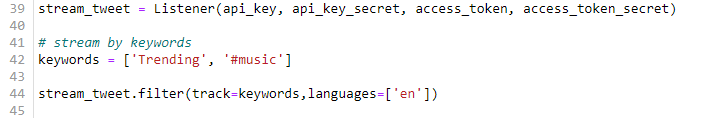 39 stream_tweet = Listener(api_key, api_key_secret, access_token, access_token_secret)
40
41 # stream by keywords
42 keywords = ['Trending', '#music']
43
44 stream_tweet.filter(track=keywords,languages=['en'])
45